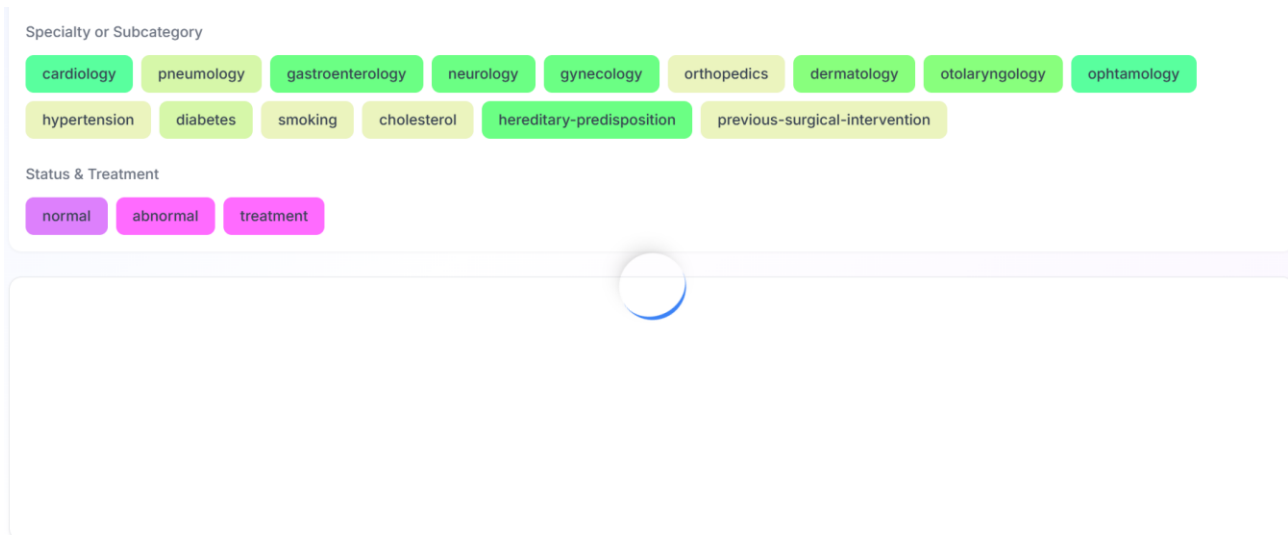 Specialty or Subcategory
cardiology pneumology gastroenterology neurology gynecology orthopedics dermatology otolaryngology ophtamology
hypertension diabetes smoking cholesterol hereditary-predisposition previous-surgical-intervention
Status & Treatment
normal abnormal treatment